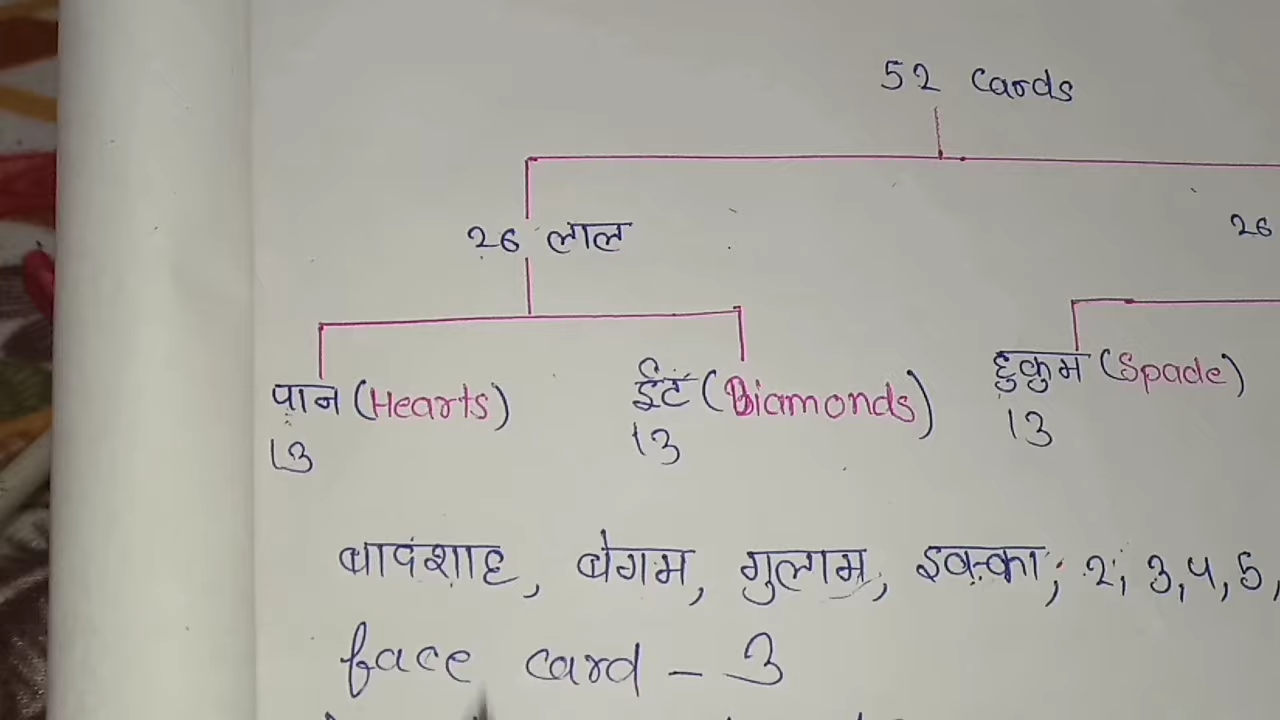 52 Cards
26 लाल 26
पान (Hearts) ईंट (Diamonds) हुकुम (Spade)
13 13 13
बादशाह, बेगम, गुलाम, इक्का, 2, 3, 4, 5,
face card - 3